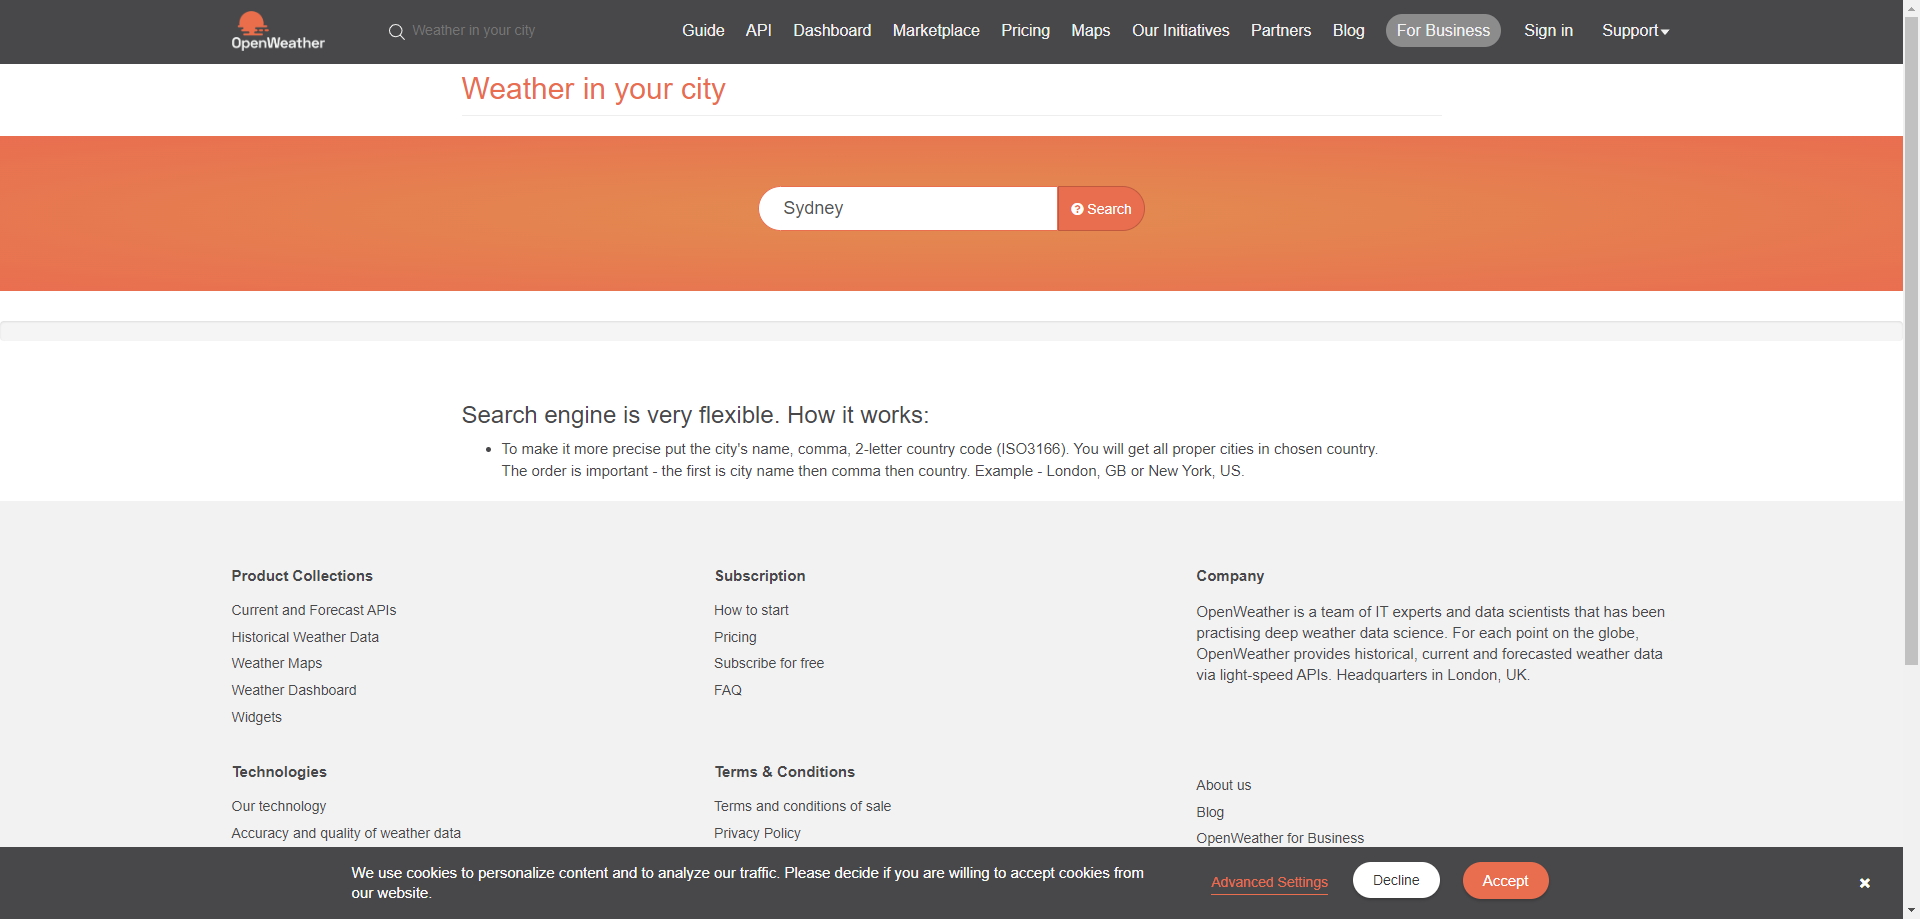 OpenWeather
Weather in your city
Guide
API
Dashboard
Marketplace
Pricing
Maps
Our Initiatives
Partners
Blog
For Business
Sign in
Support
Weather in your city
Sydney
Search
Search engine is very flexible. How it works:
To make it more precise put the city's name, comma, 2-letter country code (ISO3166). You will get all proper cities in chosen country.
The order is important - the first is city name then comma then country. Example - London, GB or New York, US.
Product Collections
Current and Forecast APIs
Historical Weather Data
Weather Maps
Weather Dashboard
Widgets
Subscription
How to start
Pricing
Subscribe for free
FAQ
Company
OpenWeather is a team of IT experts and data scientists that has been
practising deep weather data science. For each point on the globe,
OpenWeather provides historical, current and forecasted weather data
via light-speed APIs. Headquarters in London, UK.
Technologies
Our technology
Accuracy and quality of weather data
Terms & Conditions
Terms and conditions of sale
Privacy Policy
About us
Blog
OpenWeather for Business
We use cookies to personalize content and to analyze our traffic. Please decide if you are willing to accept cookies from
our website.
Advanced Settings
Decline
Accept